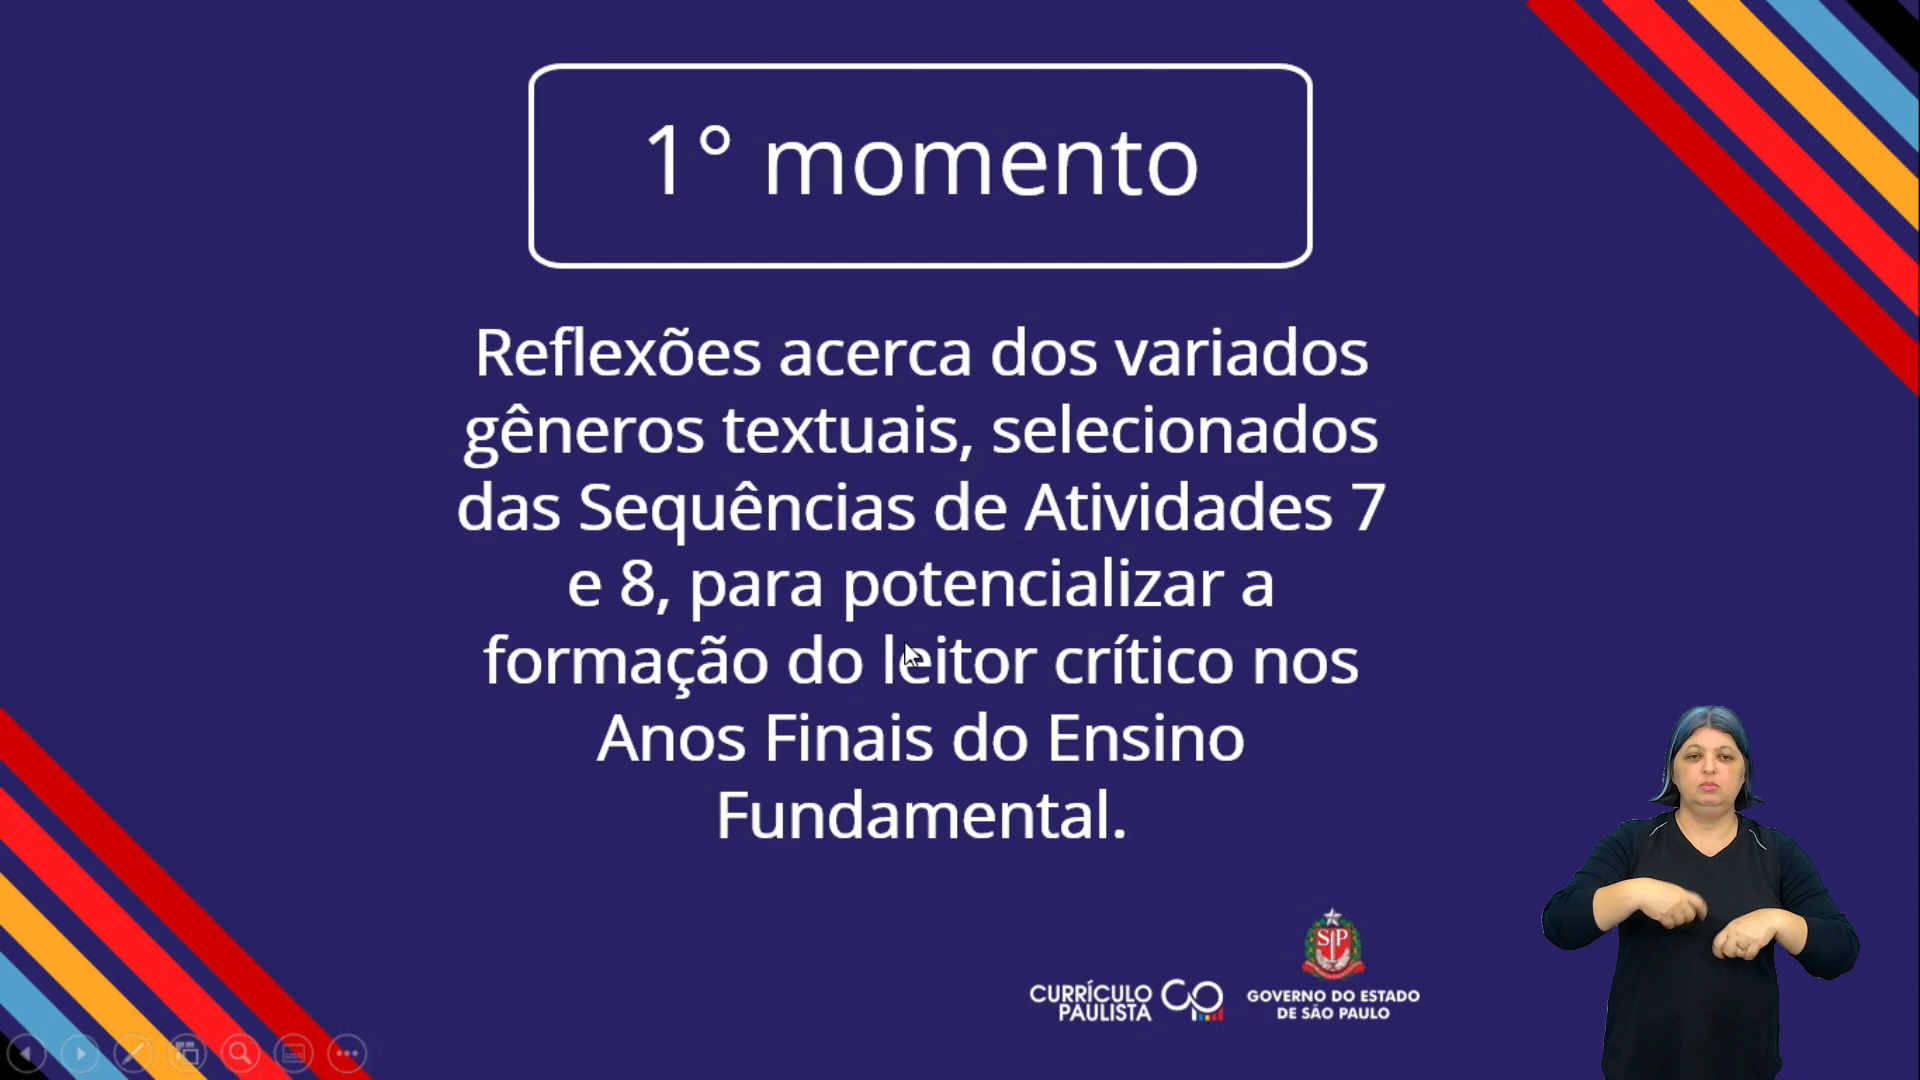 1° momento
Reflexões acerca dos variados
gêneros textuais, selecionados
das Sequências de Atividades 7
e 8, para potencializar a
formação do leitor crítico nos
Anos Finais do Ensino
Fundamental.
SP
CURRÍCULO
PAULISTA
GOVERNO DO ESTADO
DE SÃO PAULO